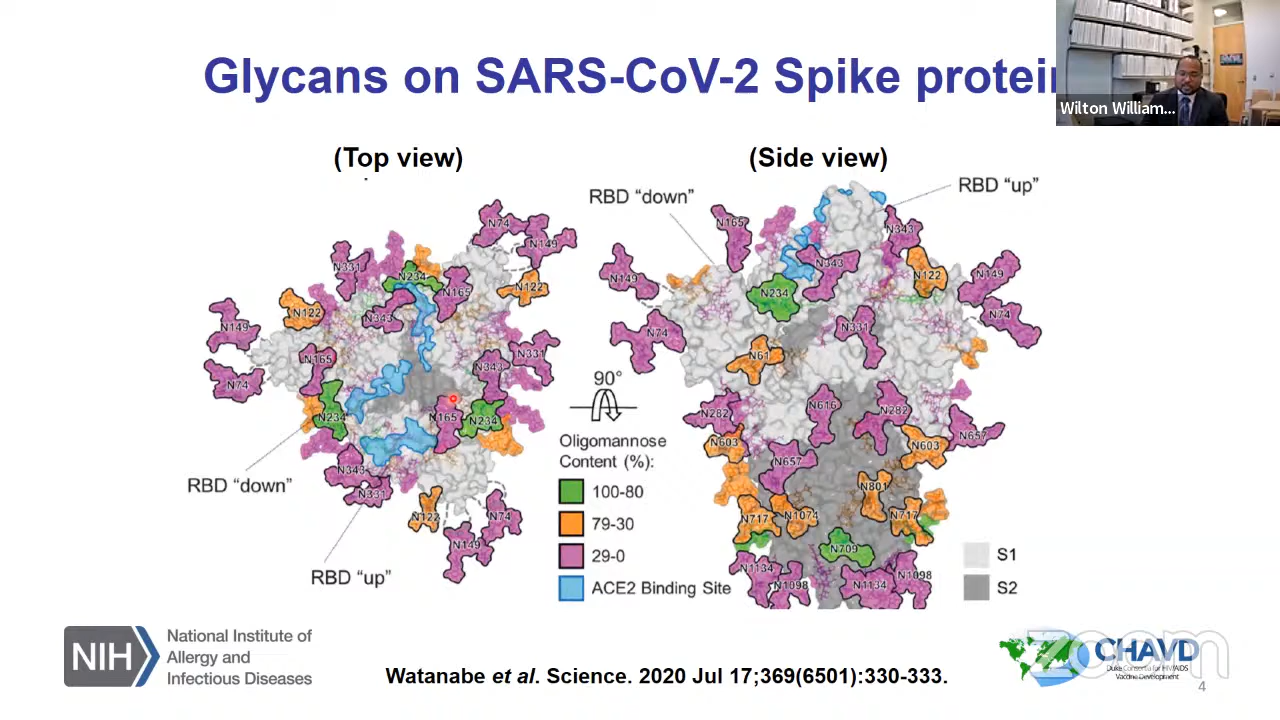 Glycans on SARS-CoV-2 Spike protein
Wilton William...
(Top view)
(Side view)
RBD “down”
RBD “up”
N74
N149
N331
N234
N165
N122
N122
N343
N149
N165
N331
N343
N74
N234
N165
N234
N343
N331
N122
N74
N149
RBD “down”
RBD “up”
N165
N343
N149
N343
N122
N149
N234
N74
N331
N74
N61
N282
N616
N282
N603
N657
N603
N657
N801
N717
N1074
N717
N709
N1134
N1098
N1134
N1098
90°
Oligomannose
Content (%):
100-80
79-30
29-0
ACE2 Binding Site
S1
S2
NIH
National Institute of
Allergy and
Infectious Diseases
Watanabe et al. Science. 2020 Jul 17;369(6501):330-333.
CHAVD
Duke Consortia for HIV/AIDS
Vaccine Development
zoom
4